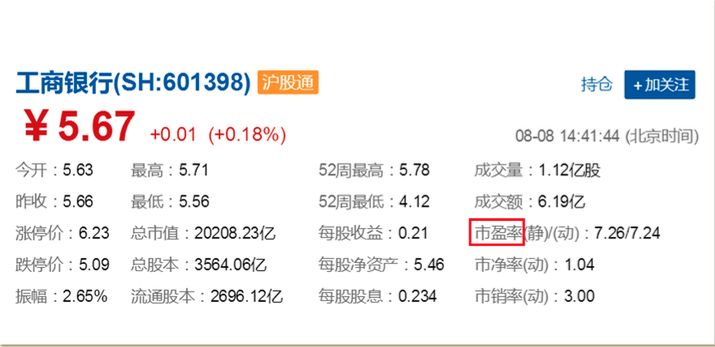 工商银行(SH:601398) 沪股通 持仓 +加关注
¥5.67 +0.01 (+0.18%) 08-08 14:41:44 (北京时间)
今开：5.63 最高：5.71 52周最高：5.78 成交量：1.12亿股
昨收：5.66 最低：5.56 52周最低：4.12 成交额：6.19亿
涨停价：6.23 总市值：20208.23亿 每股收益：0.21 市盈率(静)/(动)：7.26/7.24
跌停价：5.09 总股本：3564.06亿 每股净资产：5.46 市净率(动)：1.04
振幅：2.65% 流通股本：2696.12亿 每股股息：0.234 市销率(动)：3.00